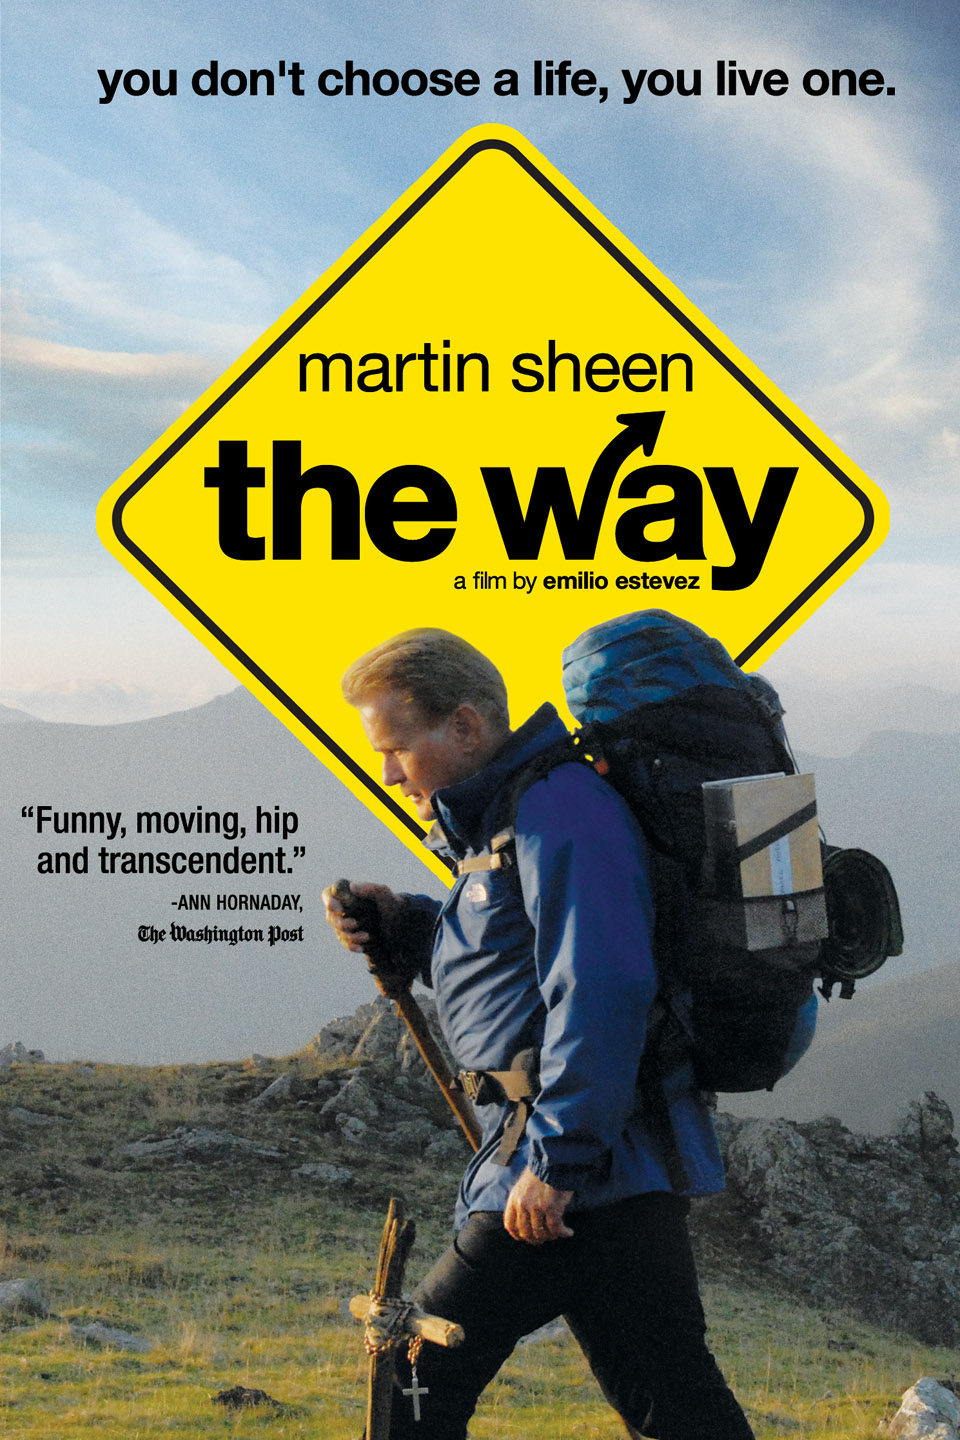 you don't choose a life, you live one.
martin sheen
the way
a film by emilio estevez
“Funny, moving, hip
and transcendent.”
-ANN HORNADAY,
The Washington Post